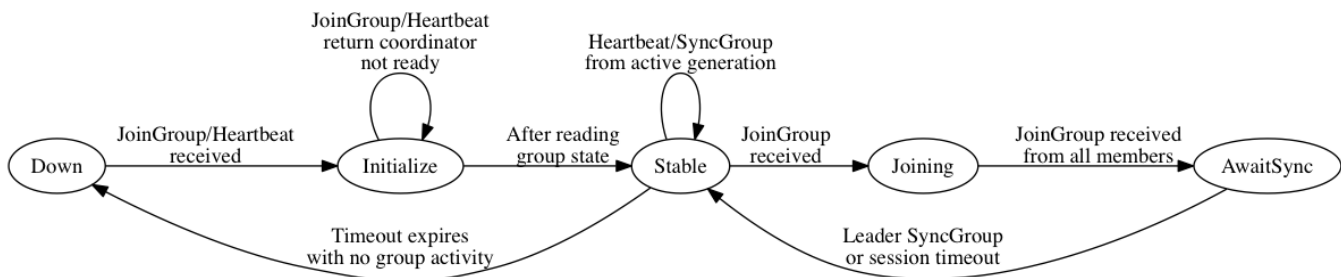 JoinGroup/Heartbeat
return coordinator
not ready
Heartbeat/SyncGroup
from active generation
Down
JoinGroup/Heartbeat
received
Initialize
After reading
group state
Stable
JoinGroup
received
Joining
JoinGroup received
from all members
AwaitSync
Timeout expires
with no group activity
Leader SyncGroup
or session timeout